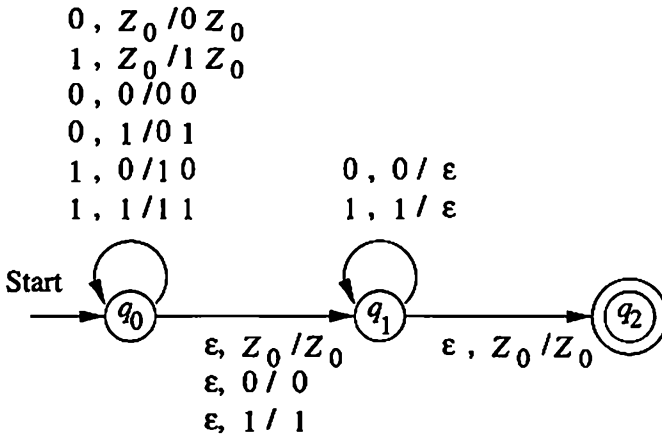 0 , Z₀ / 0 Z₀
1 , Z₀ / 1 Z₀
0 , 0 / 0 0
0 , 1 / 0 1
1 , 0 / 1 0
1 , 1 / 1 1
0 , 0 / ε
1 , 1 / ε
Start
q₀
q₁
q₂
ε, Z₀ / Z₀
ε, 0 / 0
ε, 1 / 1
ε , Z₀ / Z₀